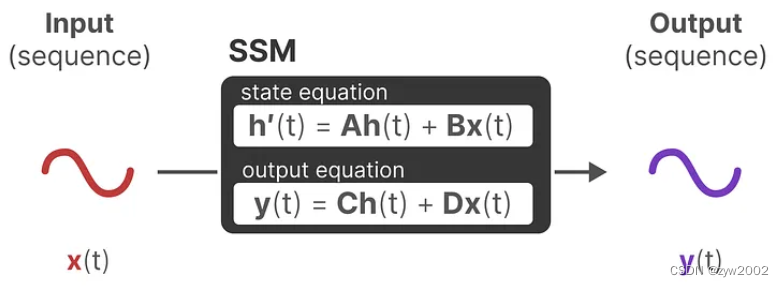 Input
(sequence)
SSM
Output
(sequence)
state equation
h′(t) = Ah(t) + Bx(t)
output equation
y(t) = Ch(t) + Dx(t)
x(t)
y(t)
CSDN @zyw2002